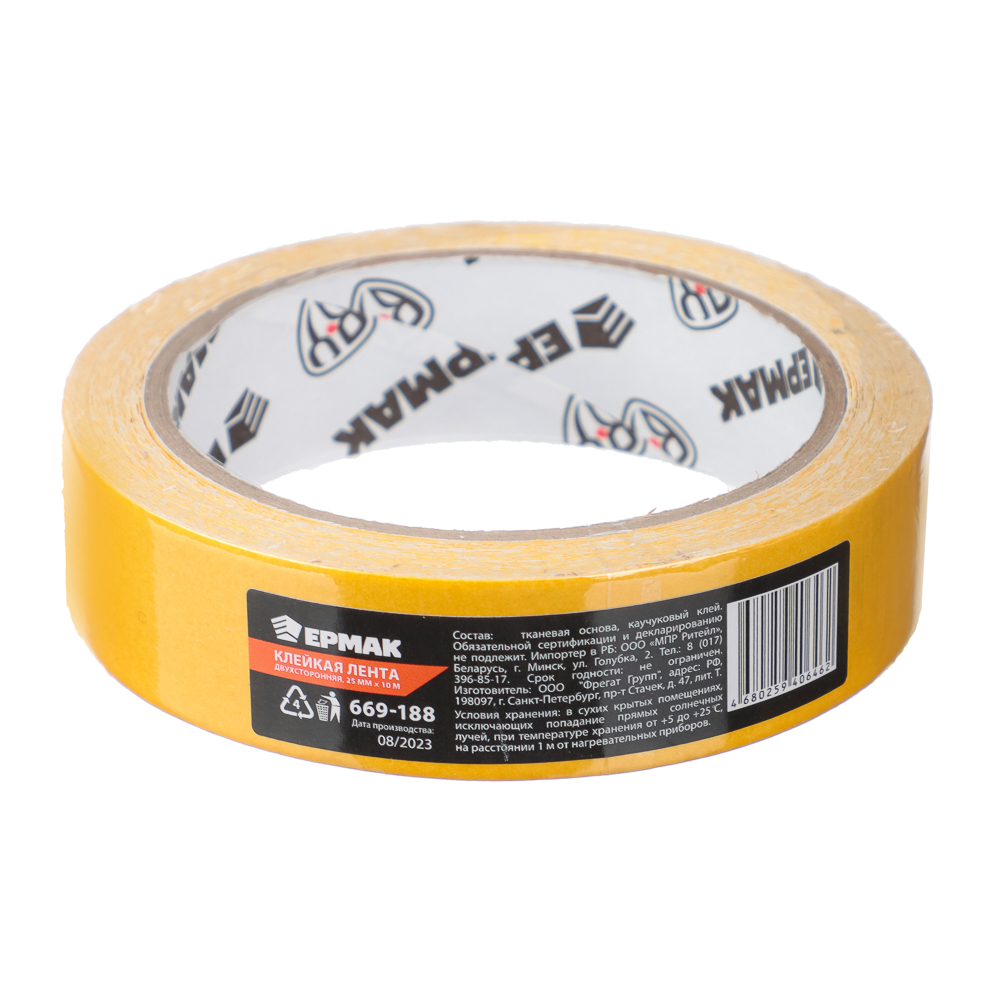 ЕРМАК
ЕРМАК
ЕРМАК
ЕРМАК
КЛЕЙКАЯ ЛЕНТА
ДВУХСТОРОННЯЯ, 25 ММ × 10 М
4
669-188
Дата производства:
08/2023
Состав: тканевая основа, каучуковый клей.
Обязательной сертификации и декларированию
не подлежит. Импортер в РБ: ООО «МПР Ритейл»,
Беларусь, г. Минск, ул. Голубка, 2. Тел.: 8 (017)
396-85-17. Срок годности: не ограничен.
Изготовитель: ООО "Фрегат Групп", адрес: РФ,
198097, г. Санкт-Петербург, пр-т Стачек, д. 47, лит. Т.
Условия хранения: в сухих крытых помещениях,
исключающих попадание прямых солнечных
лучей, при температуре хранения от +5 до +25℃,
на расстоянии 1 м от нагревательных приборов.
4 680259 406462